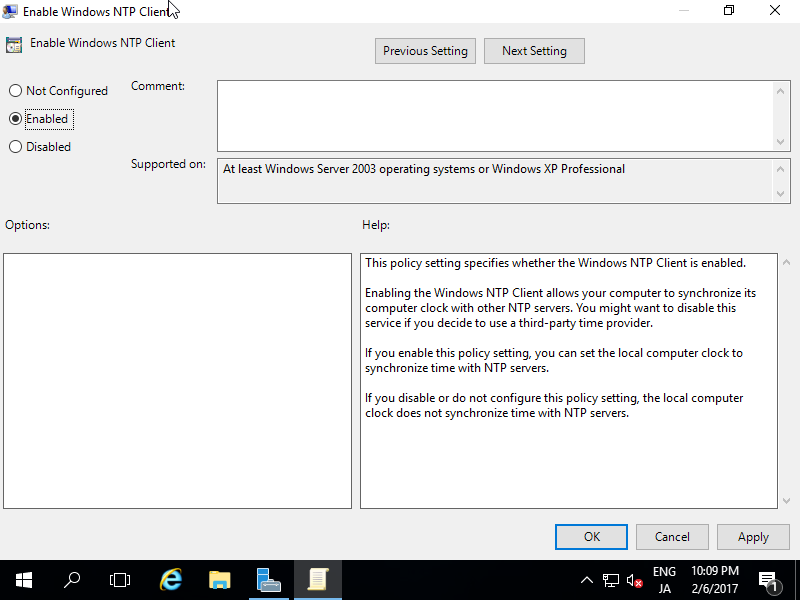 Enable Windows NTP Client
Enable Windows NTP Client
Previous Setting
Next Setting
Not Configured
Enabled
Disabled
Comment:
Supported on:
At least Windows Server 2003 operating systems or Windows XP Professional
Options:
Help:
This policy setting specifies whether the Windows NTP Client is enabled.
Enabling the Windows NTP Client allows your computer to synchronize its
computer clock with other NTP servers. You might want to disable this
service if you decide to use a third-party time provider.
If you enable this policy setting, you can set the local computer clock to
synchronize time with NTP servers.
If you disable or do not configure this policy setting, the local computer
clock does not synchronize time with NTP servers.
OK
Cancel
Apply
ENG
JA
10:09 PM
2/6/2017
1